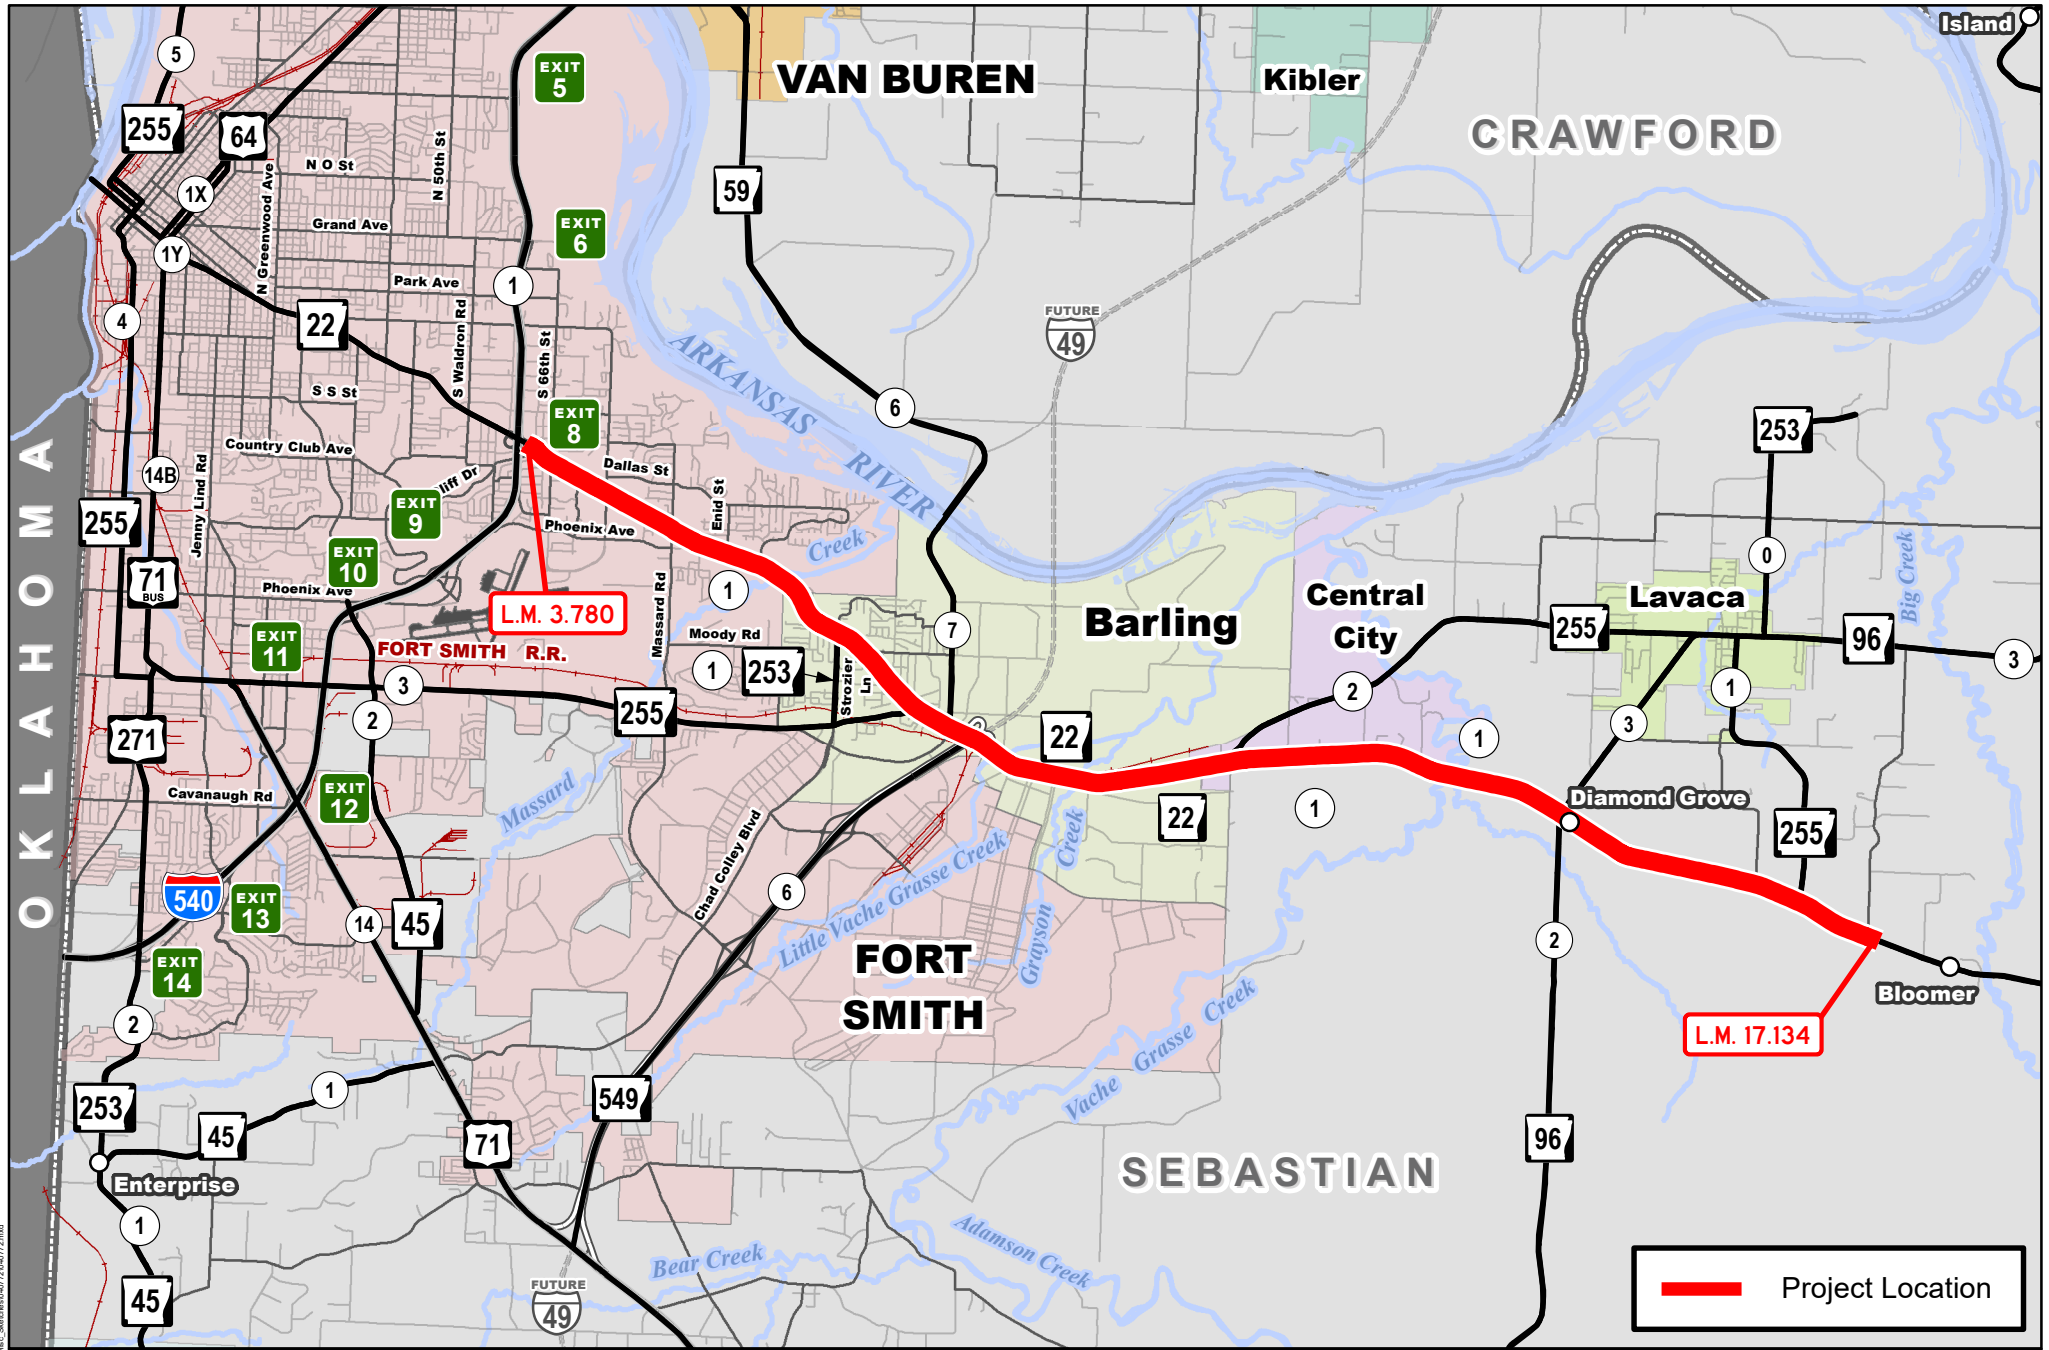 Island
5
EXIT
5
VAN BUREN
Kibler
CRAWFORD
255
64
N O St
N 50th St
1X
59
Grand Ave
N Greenwood Ave
EXIT
6
1Y
Park Ave
1
4
22
S Waldron Rd
S 66th St
FUTURE
49
ARKANSAS
RIVER
S S St
6
EXIT
8
253
Country Club Ave
Dallas St
OKLAHOMA
14B
Jenny Lind Rd
liff Dr
EXIT
9
Enid St
255
Phoenix Ave
Creek
0
Big Creek
EXIT
10
71
BUS
Phoenix Ave
Massard Rd
1
L.M. 3.780
Barling
Central
City
Lavaca
255
96
EXIT
11
FORT SMITH R.R.
Moody Rd
7
3
1
253
Strozier
Ln
3
2
1
2
255
3
271
22
1
EXIT
12
Cavanaugh Rd
Massard
Diamond Grove
22
1
255
Chad Colley Blvd
Creek
Little Vache Grasse Creek
6
540
EXIT
13
14
45
2
Grayson
FORT
SMITH
EXIT
14
Bloomer
Vache Grasse Creek
2
L.M. 17.134
1
549
253
45
71
96
SEBASTIAN
Enterprise
1
Adamson Creek
Bear Creek
FUTURE
49
45
Project Location